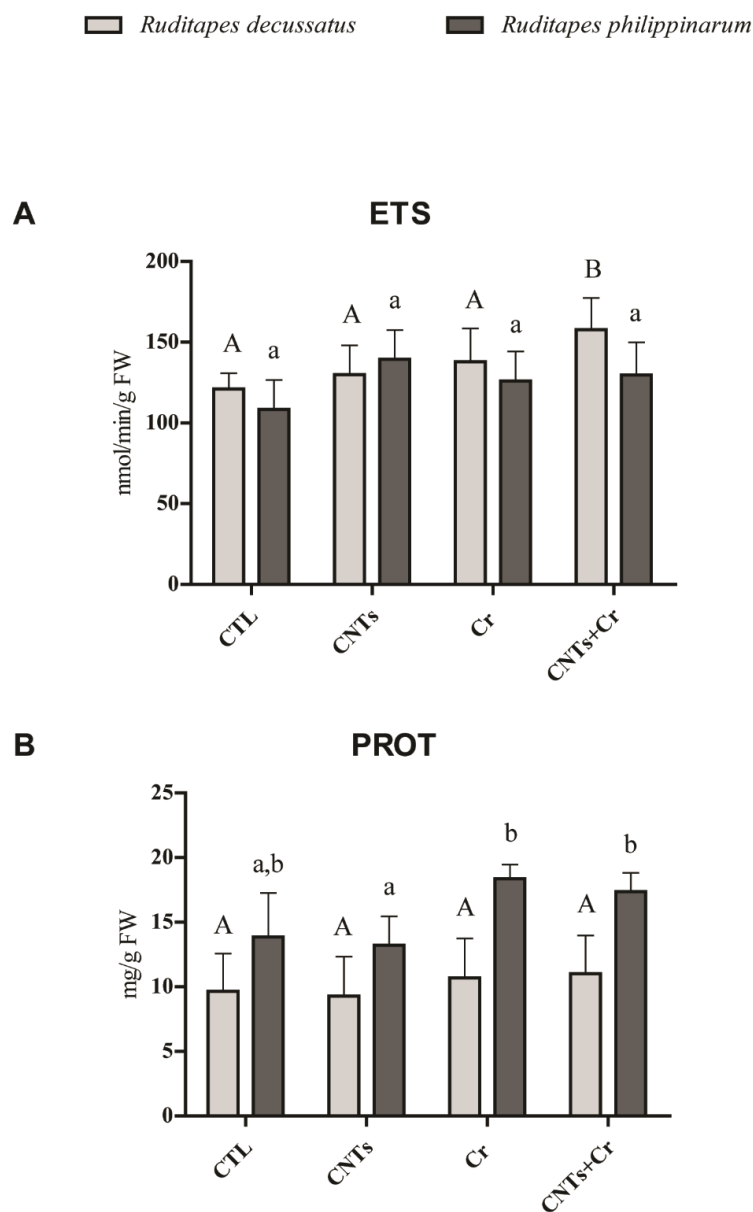 Ruditapes decussatus Ruditapes philippinarum
A ETS
200
150
100
50
0
nmol/min/g FW
A a A a A a B a
CTL CNTs Cr CNTs+Cr
B PROT
25
20
15
10
5
0
mg/g FW
A a,b A a A b A b
CTL CNTs Cr CNTs+Cr